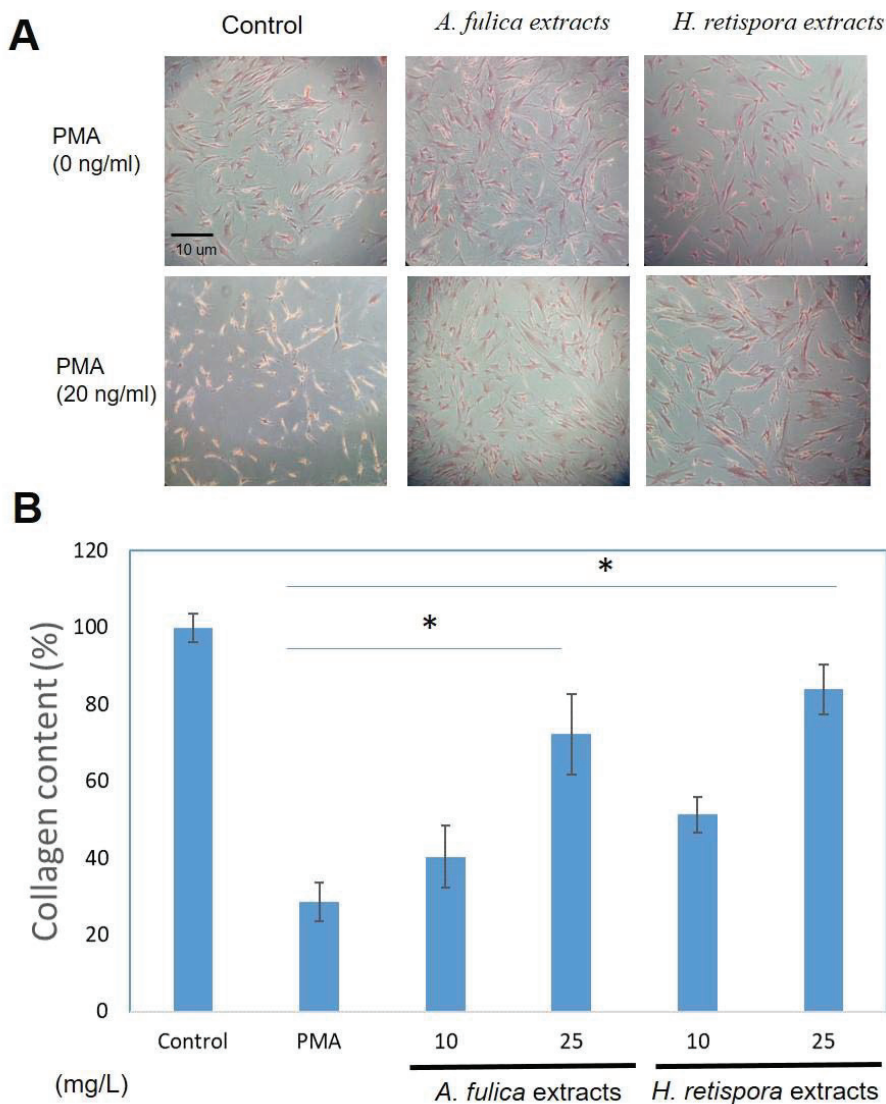 A
Control
A. fulica extracts
H. retispora extracts
PMA
(0 ng/ml)
10 um
PMA
(20 ng/ml)
B
Collagen content (%)
120
100
80
60
40
20
0
*
*
Control PMA 10 25 10 25
(mg/L)
A. fulica extracts
H. retispora extracts